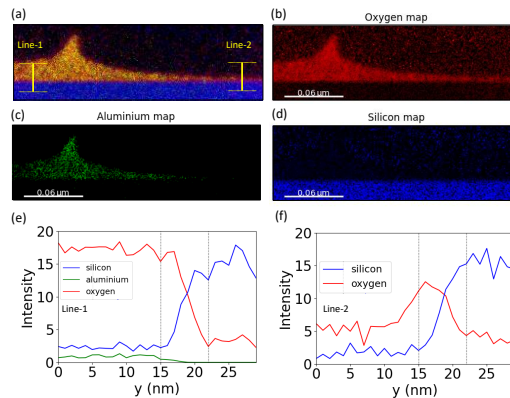 (a)
Line-1
Line-2
(b)
Oxygen map
0.06 μm
(c)
Aluminium map
0.06 μm
(d)
Silicon map
0.06 μm
(e)
20
15
10
5
0
Intensity
silicon
aluminium
oxygen
Line-1
0 5 10 15 20 25
y (nm)
(f)
20
15
10
5
0
Intensity
silicon
oxygen
Line-2
0 5 10 15 20 25
y (nm)